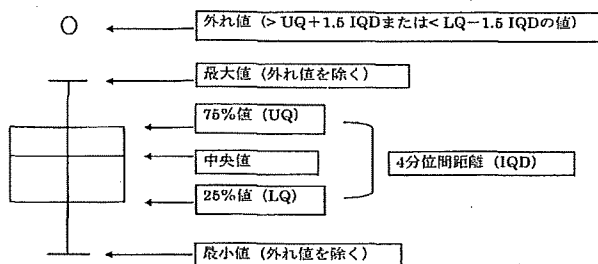 外れ値（> UQ＋1.5 IQDまたは< LQ－1.5 IQDの値）
最大値（外れ値を除く）
75%値（UQ）
中央値
4分位間距離（IQD）
25%値（LQ）
最小値（外れ値を除く）